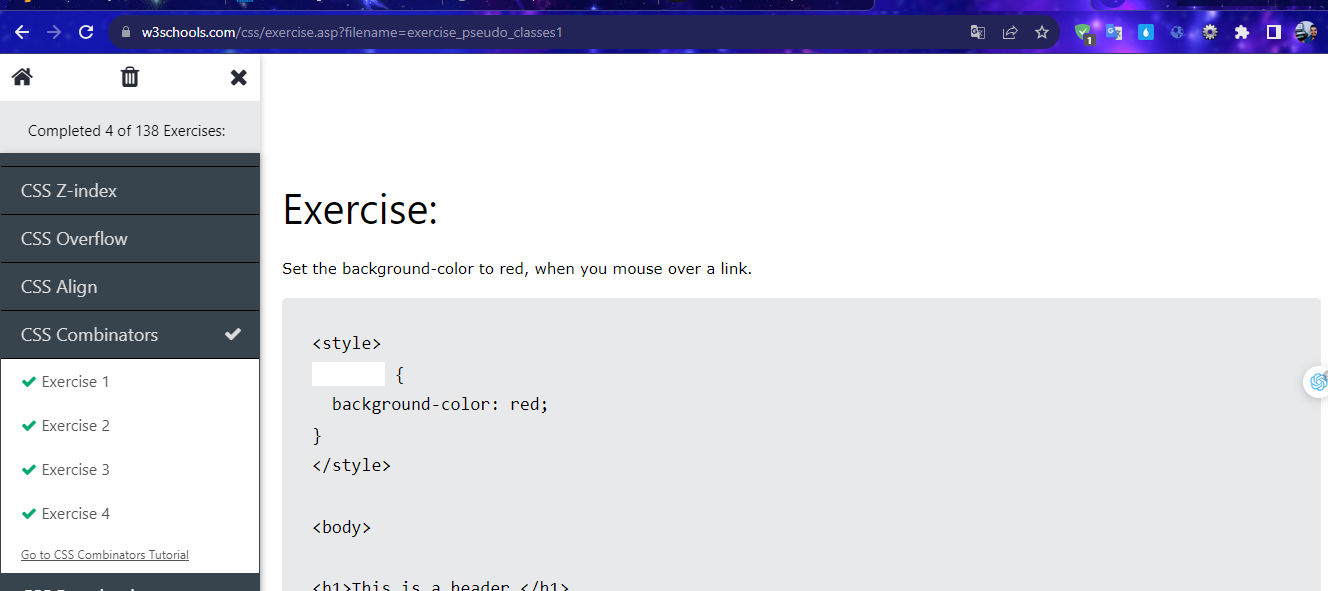 w3schools.com/css/exercise.asp?filename=exercise_pseudo_classes1
1
Completed 4 of 138 Exercises:
CSS Z-index
CSS Overflow
CSS Align
CSS Combinators
Exercise 1
Exercise 2
Exercise 3
Exercise 4
Go to CSS Combinators Tutorial
Exercise:
Set the background-color to red, when you mouse over a link.
<style>
{
background-color: red;
}
</style>
<body>
<h1>This is a header.</h1>